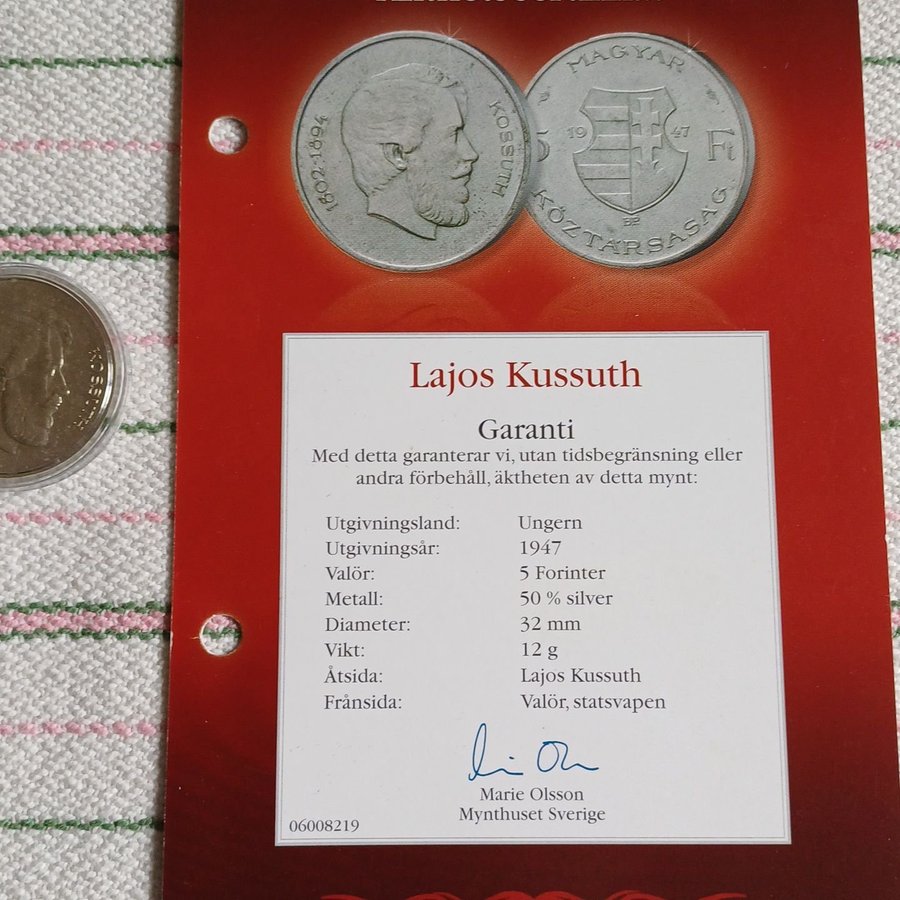 1802-1894
KOSSUTH
MAGYAR
19 47
5 Ft
KÖZTÁRSASÁG
BP
KOSSUTH
Lajos Kussuth
Garanti
Med detta garanterar vi, utan tidsbegränsning eller
andra förbehåll, äktheten av detta mynt:
Utgivningsland: Ungern
Utgivningsår: 1947
Valör: 5 Forinter
Metall: 50 % silver
Diameter: 32 mm
Vikt: 12 g
Åtsida: Lajos Kussuth
Frånsida: Valör, statsvapen
Marie Olsson
Mynthuset Sverige
06008219